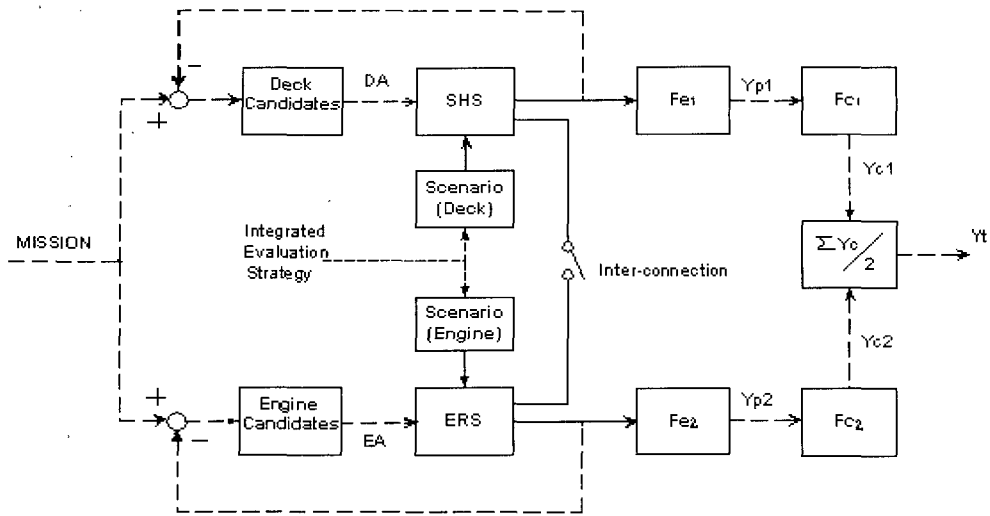 −
Deck
Candidates
DA
SHS
Fe1
Yp1
Fc1
+
Yc1
Scenario
(Deck)
MISSION
Integrated
Evaluation
Strategy
Inter-connection
ΣYc/2
Yt
Scenario
(Engine)
Yc2
+
−
Engine
Candidates
EA
ERS
Fe2
Yp2
Fc2